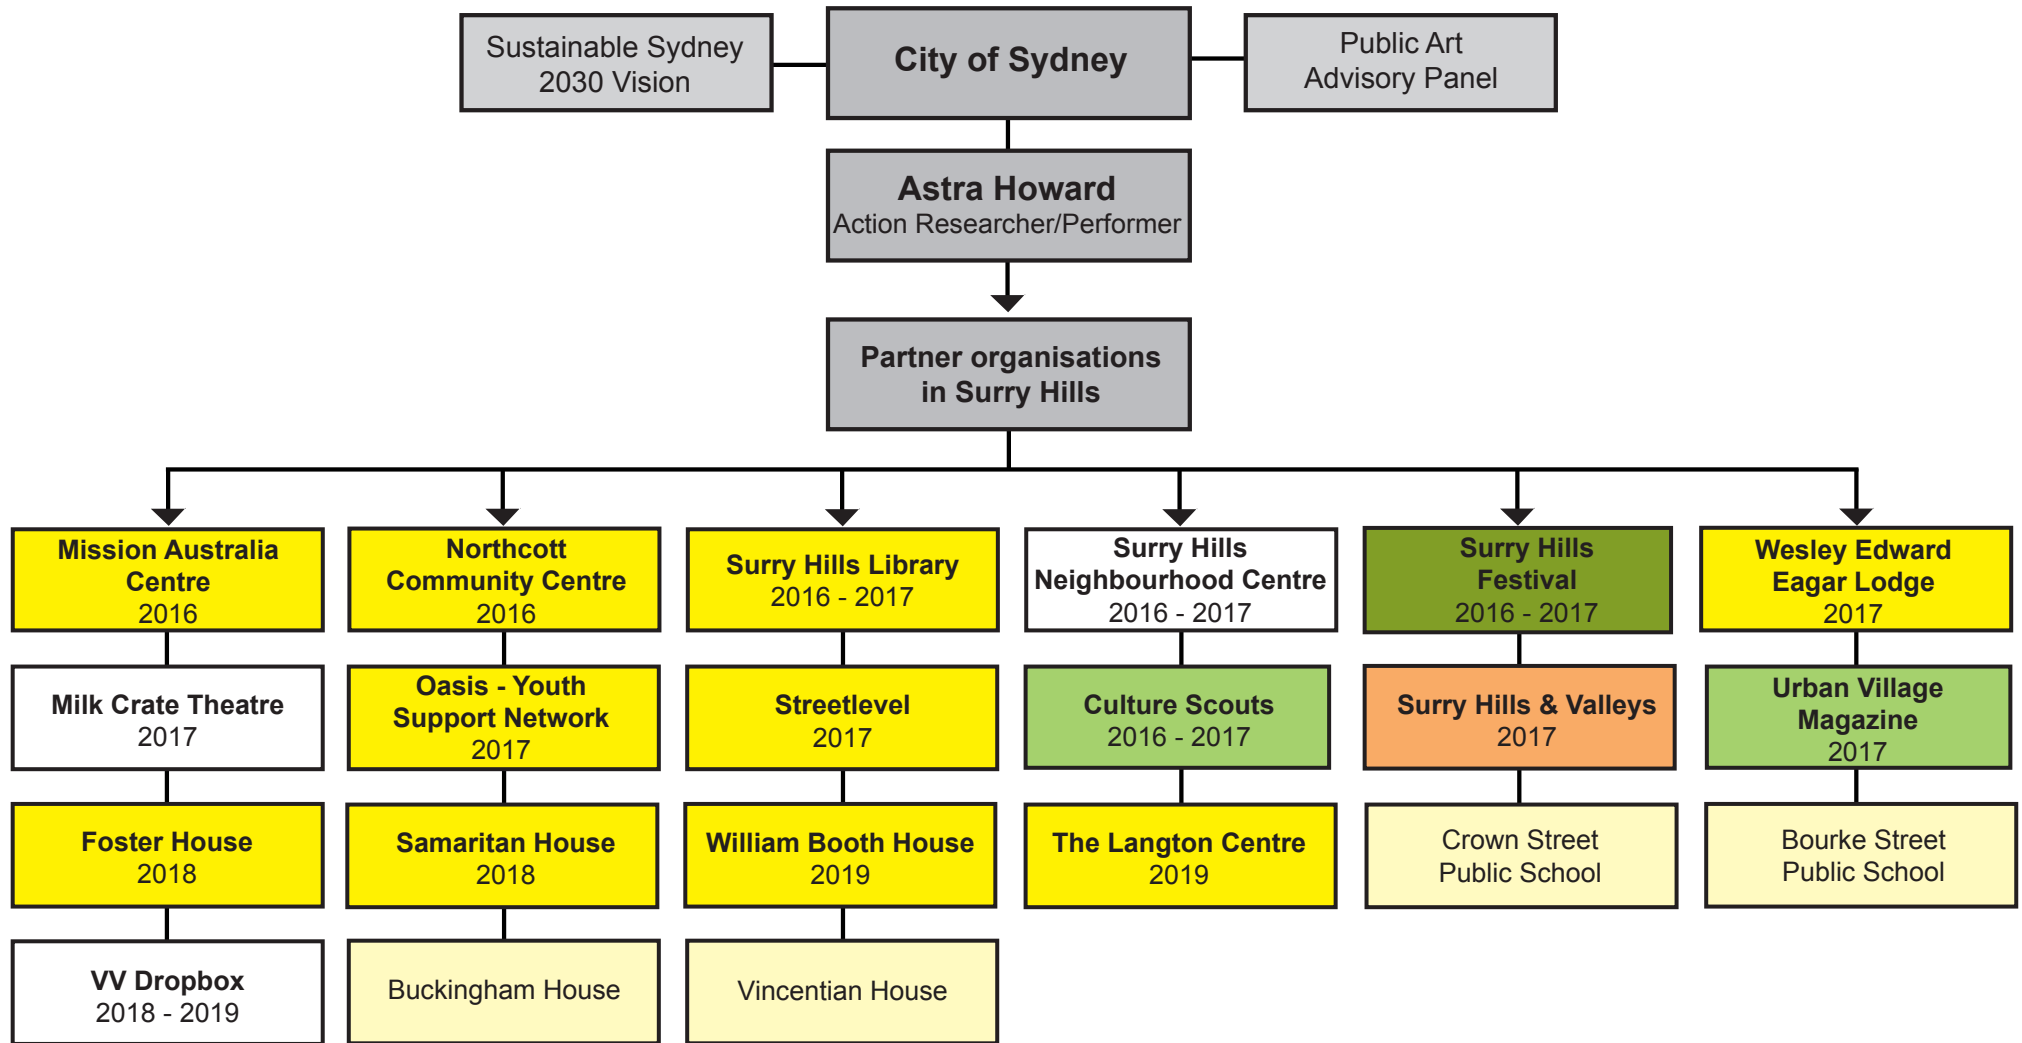 Sustainable Sydney
2030 Vision
City of Sydney
Public Art
Advisory Panel
Astra Howard
Action Researcher/Performer
Partner organisations
in Surry Hills
Mission Australia
Centre
2016
Northcott
Community Centre
2016
Surry Hills Library
2016 - 2017
Surry Hills
Neighbourhood Centre
2016 - 2017
Surry Hills
Festival
2016 - 2017
Wesley Edward
Eagar Lodge
2017
Milk Crate Theatre
2017
Oasis - Youth
Support Network
2017
Streetlevel
2017
Culture Scouts
2016 - 2017
Surry Hills & Valleys
2017
Urban Village
Magazine
2017
Foster House
2018
Samaritan House
2018
William Booth House
2019
The Langton Centre
2019
Crown Street
Public School
Bourke Street
Public School
VV Dropbox
2018 - 2019
Buckingham House
Vincentian House